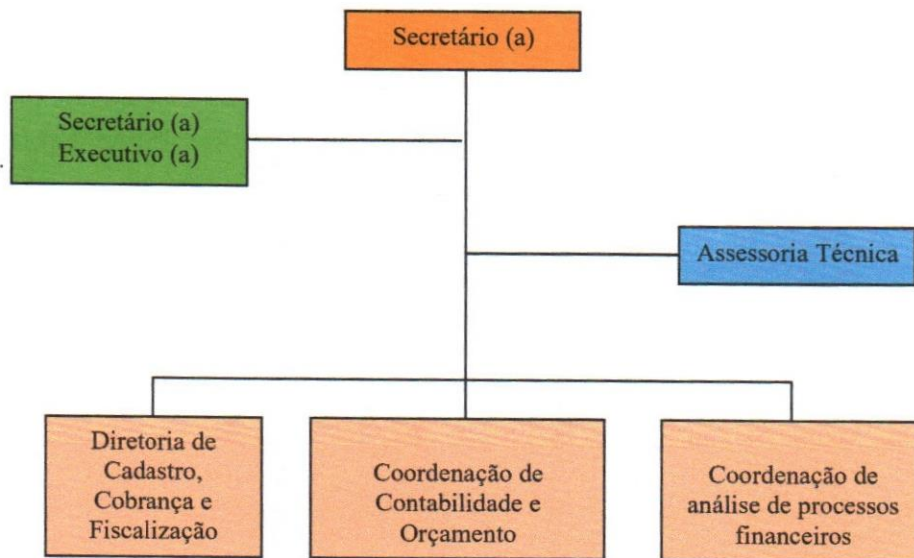 Secretário (a)
Secretário (a)
Executivo (a)
Assessoria Técnica
Diretoria de
Cadastro,
Cobrança e
Fiscalização
Coordenação de
Contabilidade e
Orçamento
Coordenação de
análise de processos
financeiros